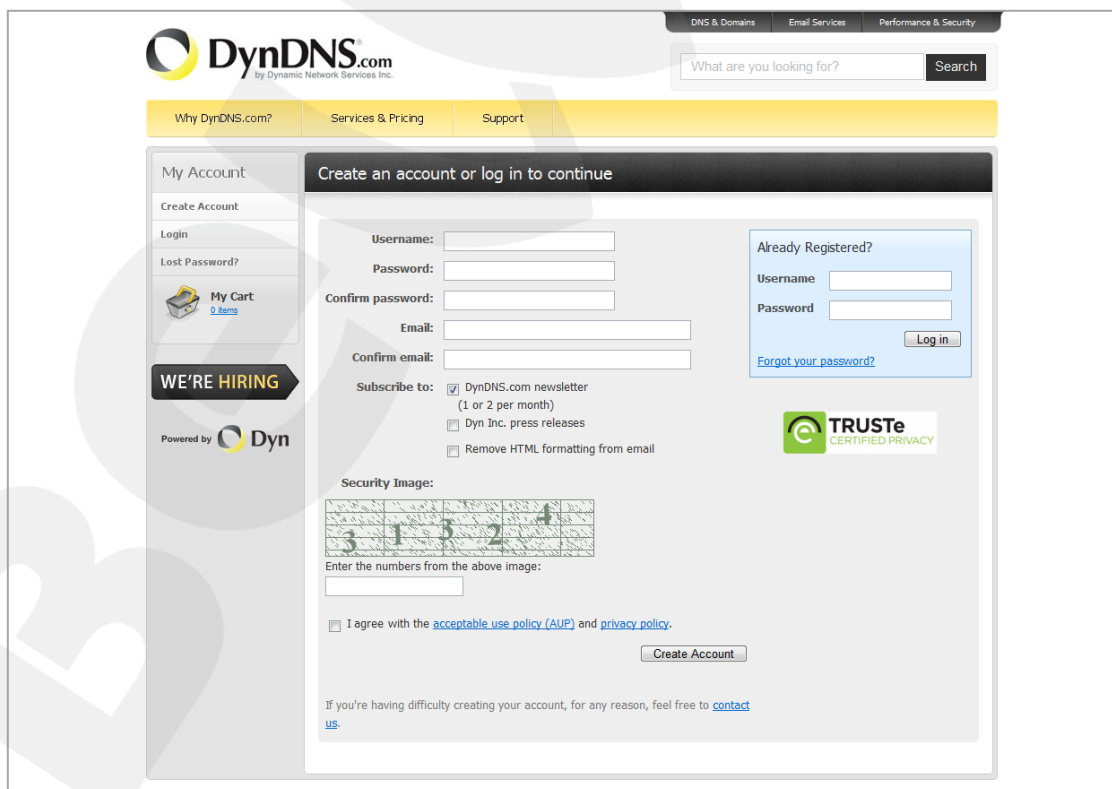 DNS & Domains Email Services Performance & Security
DynDNS.com
by Dynamic Network Services Inc.
What are you looking for? Search
Why DynDNS.com? Services & Pricing Support
My Account
Create Account
Login
Lost Password?
My Cart
0 items
WE'RE HIRING
Powered by Dyn
Create an account or log in to continue
Username:
Password:
Confirm password:
Email:
Confirm email:
Subscribe to: DynDNS.com newsletter
(1 or 2 per month)
Dyn Inc. press releases
Remove HTML formatting from email
Security Image:
3 1 3 2 4
Enter the numbers from the above image:
I agree with the acceptable use policy (AUP) and privacy policy.
Create Account
If you're having difficulty creating your account, for any reason, feel free to contact
us.
Already Registered?
Username
Password
Log in
Forgot your password?
TRUSTe
CERTIFIED PRIVACY